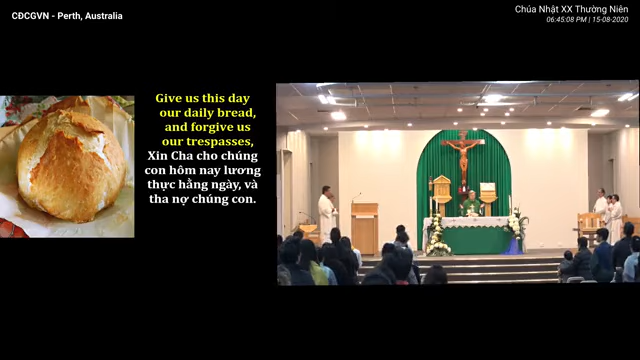 CĐCGVN - Perth, Australia
Chúa Nhật XX Thường Niên
06:45:08 PM | 15-08-2020
Give us this day
our daily bread,
and forgive us
our trespasses,
Xin Cha cho chúng
con hôm nay lương
thực hằng ngày, và
tha nợ chúng con.